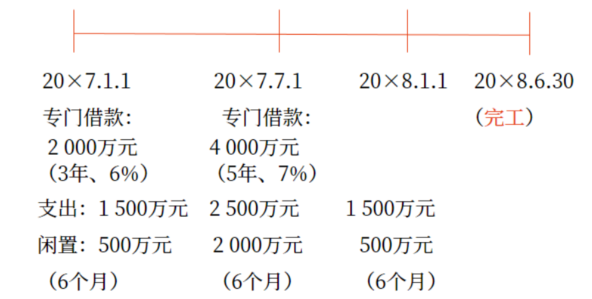 20×7.1.1 20×7.7.1 20×8.1.1 20×8.6.30
专门借款： 专门借款： （完工）
2 000万元 4 000万元
（3年、6%） （5年、7%）
支出：1 500万元 2 500万元 1 500万元
闲置：500万元 2 000万元 500万元
（6个月） （6个月） （6个月）